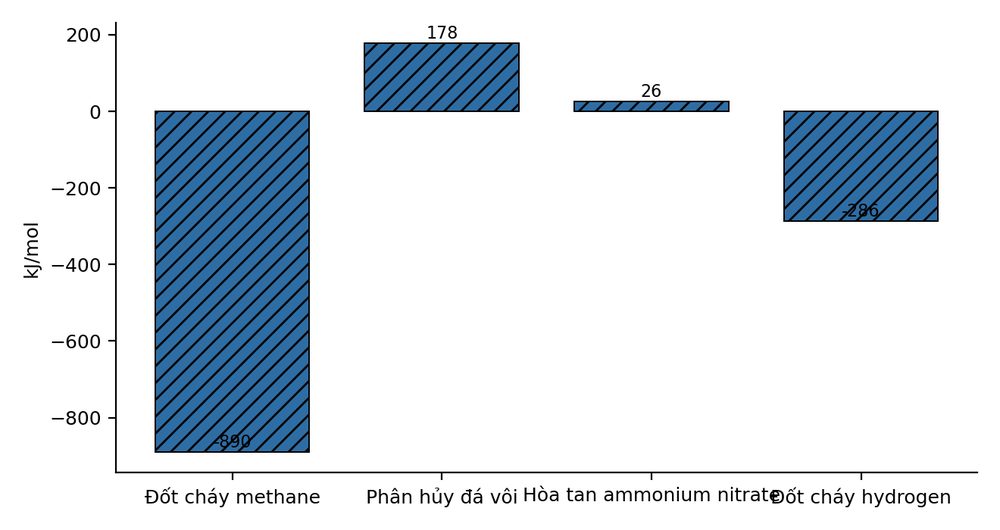 178
200
26
0
−200
-286
kJ/mol
−400
−600
−800
-890
Đốt cháy methane
Phân hủy đá vôi
Hòa tan ammonium nitrate
Đốt cháy hydrogen